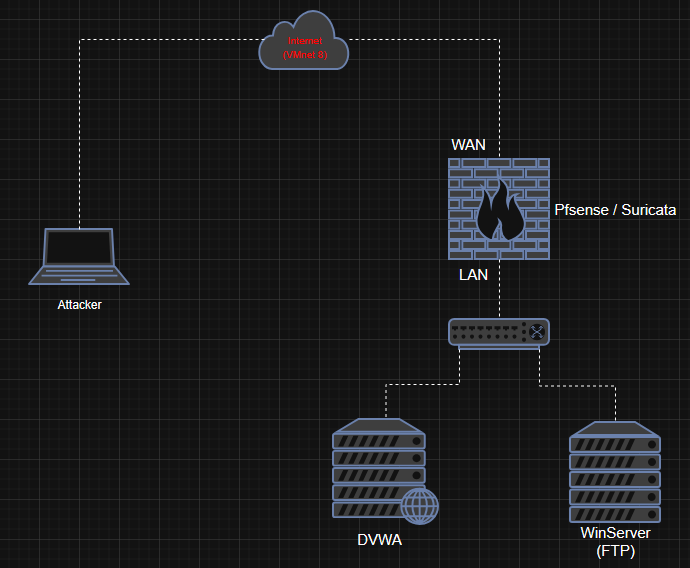 Internet
(VMnet 8)
WAN
Pfsense / Suricata
LAN
Attacker
DVWA
WinServer
(FTP)